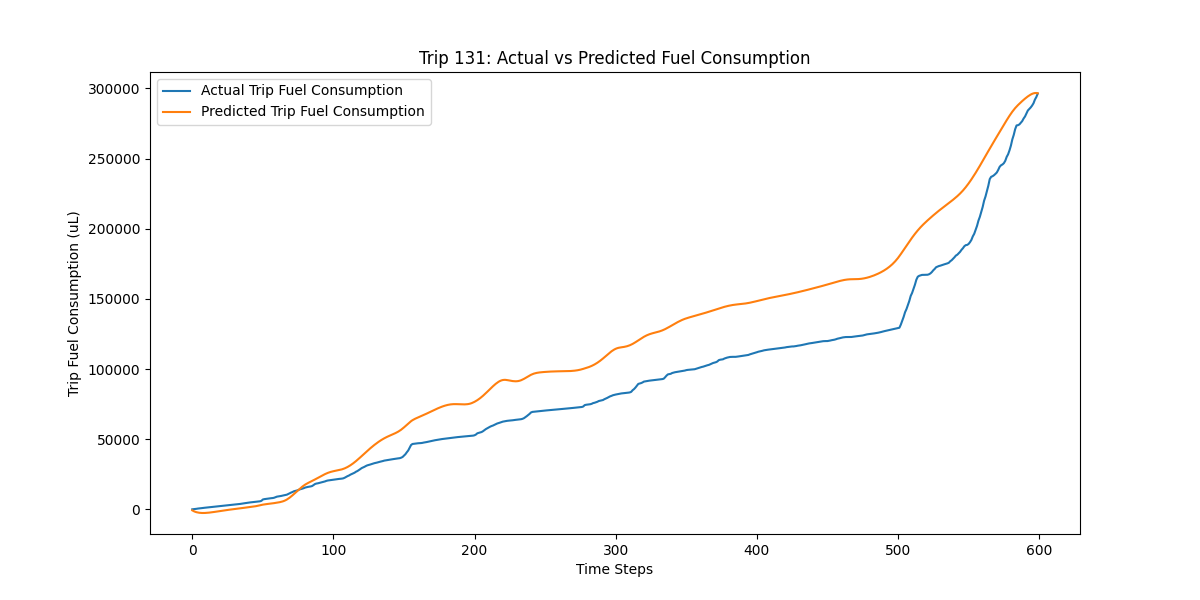 Trip 131: Actual vs Predicted Fuel Consumption
Actual Trip Fuel Consumption
Predicted Trip Fuel Consumption
300000
250000
200000
150000
100000
50000
0
Trip Fuel Consumption (uL)
0 100 200 300 400 500 600
Time Steps